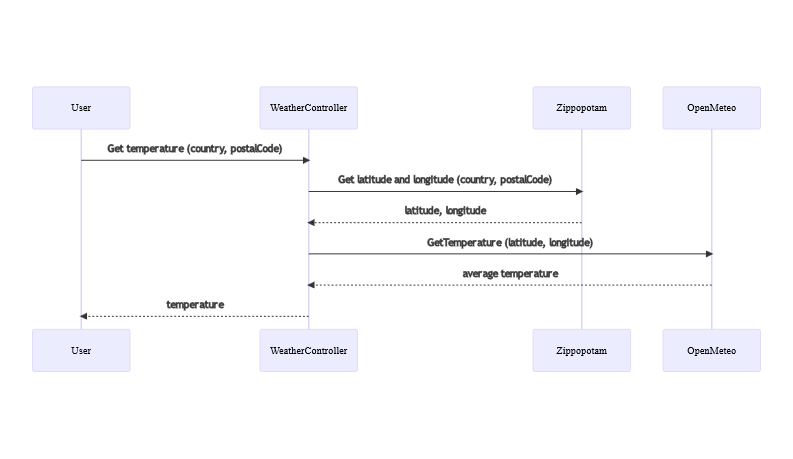 User
WeatherController
Zippopotam
OpenMeteo
Get temperature (country, postalCode)
Get latitude and longitude (country, postalCode)
latitude, longitude
GetTemperature (latitude, longitude)
average temperature
temperature
User
WeatherController
Zippopotam
OpenMeteo